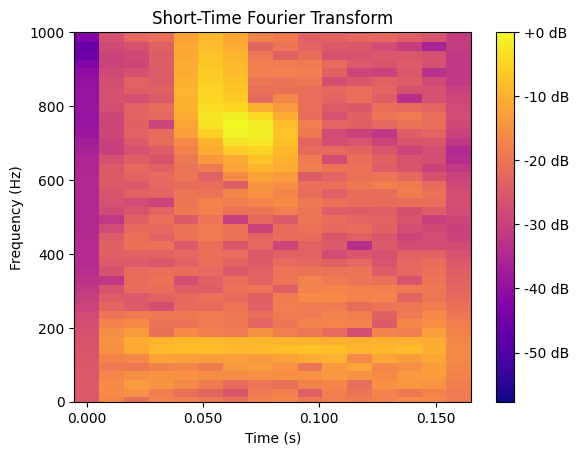 Short-Time Fourier Transform
1000
800
600
400
200
0
Frequency (Hz)
0.000
0.050
0.100
0.150
Time (s)
+0 dB
-10 dB
-20 dB
-30 dB
-40 dB
-50 dB